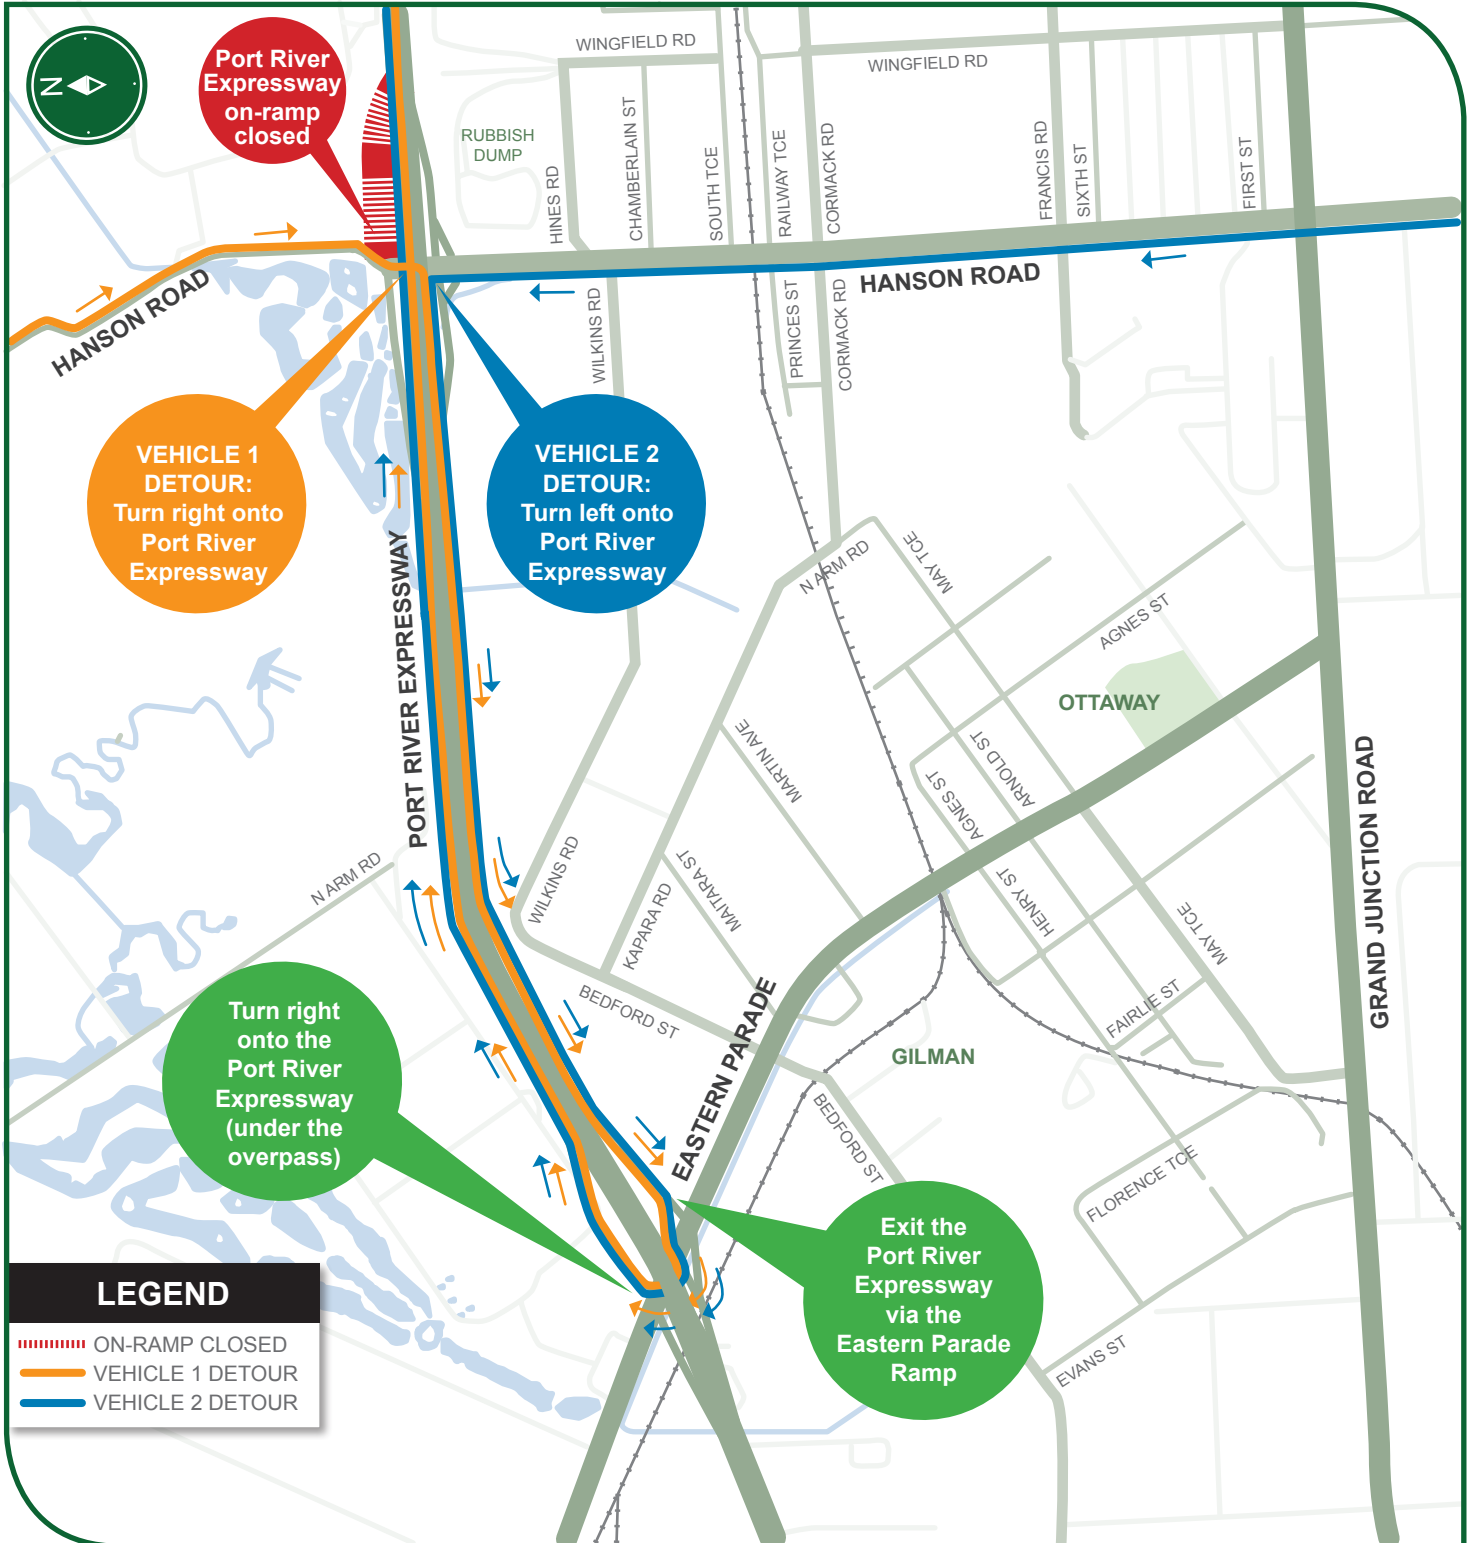 N
Port River
Expressway
on-ramp
closed
WINGFIELD RD
WINGFIELD RD
RUBBISH
DUMP
HINES RD
CHAMBERLAIN ST
SOUTH TCE
RAILWAY TCE
CORMACK RD
FRANCIS RD
SIXTH ST
FIRST ST
HANSON ROAD
HANSON ROAD
WILKINS RD
PRINCES ST
CORMACK RD
VEHICLE 1
DETOUR:
Turn right onto
Port River
Expressway
VEHICLE 2
DETOUR:
Turn left onto
Port River
Expressway
PORT RIVER EXPRESSWAY
N ARM RD
MAY TCE
AGNES ST
OTTAWAY
MARTIN AVE
ARNOLD ST
AGNES ST
GRAND JUNCTION ROAD
N ARM RD
WILKINS RD
KAPARA RD
MAITARA ST
HENRY ST
MAY TCE
BEDFORD ST
EASTERN PARADE
FAIRLIE ST
GILMAN
Turn right
onto the
Port River
Expressway
(under the
overpass)
BEDFORD ST
FLORENCE TCE
Exit the
Port River
Expressway
via the
Eastern Parade
Ramp
EVANS ST
LEGEND
ON-RAMP CLOSED
VEHICLE 1 DETOUR
VEHICLE 2 DETOUR